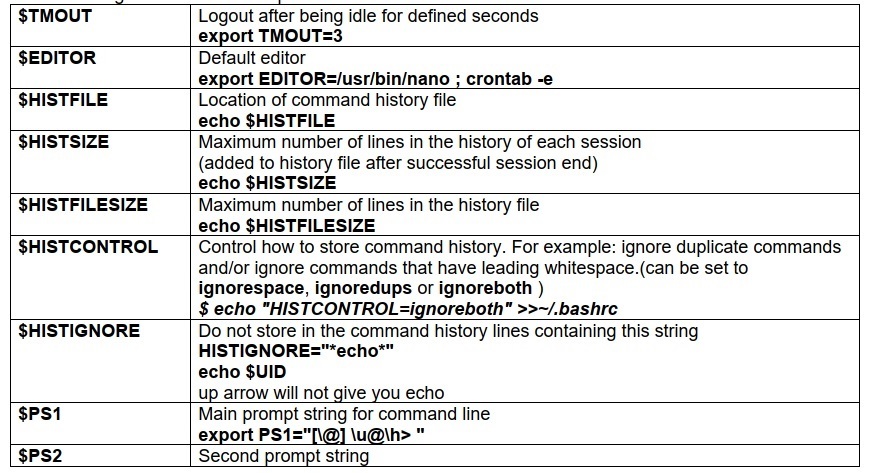 $TMOUT Logout after being idle for defined seconds
export TMOUT=3
$EDITOR Default editor
export EDITOR=/usr/bin/nano ; crontab -e
$HISTFILE Location of command history file
echo $HISTFILE
$HISTSIZE Maximum number of lines in the history of each session
(added to history file after successful session end)
echo $HISTSIZE
$HISTFILESIZE Maximum number of lines in the history file
echo $HISTFILESIZE
$HISTCONTROL Control how to store command history. For example: ignore duplicate commands
and/or ignore commands that have leading whitespace.(can be set to
ignorespace, ignoredups or ignoreboth )
$ echo "HISTCONTROL=ignoreboth" >>~/.bashrc
$HISTIGNORE Do not store in the command history lines containing this string
HISTIGNORE="*echo*"
echo $UID
up arrow will not give you echo
$PS1 Main prompt string for command line
export PS1="[\@] \u@\h> "
$PS2 Second prompt string